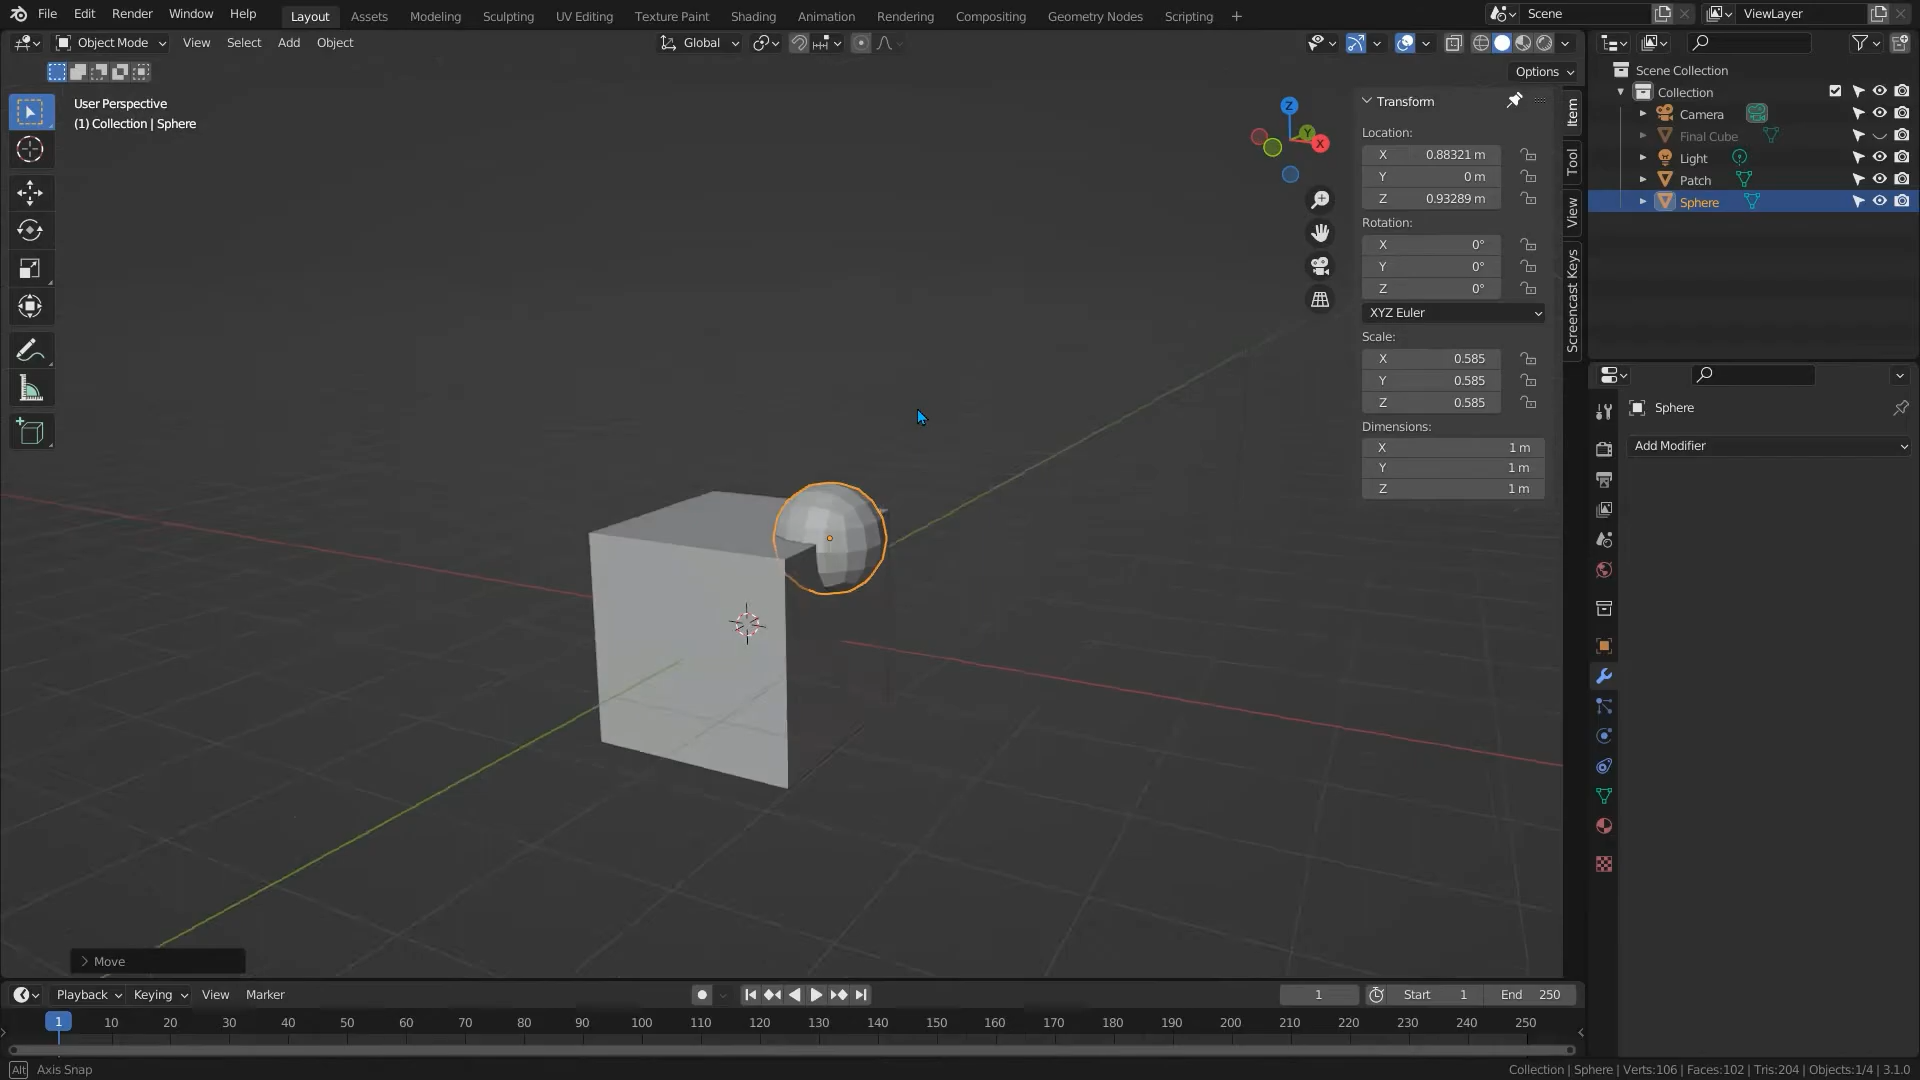 File Edit Render Window Help Layout Assets Modeling Sculpting UV Editing Texture Paint Shading Animation Rendering Compositing Geometry Nodes Scripting + Scene ViewLayer
Object Mode View Select Add Object Global
Options
User Perspective
(1) Collection | Sphere
Z
Y
X
Transform
Location:
X 0.88321 m
Y 0 m
Z 0.93289 m
Rotation:
X 0°
Y 0°
Z 0°
XYZ Euler
Scale:
X 0.585
Y 0.585
Z 0.585
Dimensions:
X 1 m
Y 1 m
Z 1 m
Item
Tool
View
Screencast Keys
Scene Collection
Collection
Camera
Final Cube
Light
Patch
Sphere
Sphere
Add Modifier
Move
Playback Keying View Marker 1 Start 1 End 250
1 10 20 30 40 50 60 70 80 90 100 110 120 130 140 150 160 170 180 190 200 210 220 230 240 250
Alt Axis Snap
Collection | Sphere | Verts:106 | Faces:102 | Tris:204 | Objects:1/4 | 3.1.0